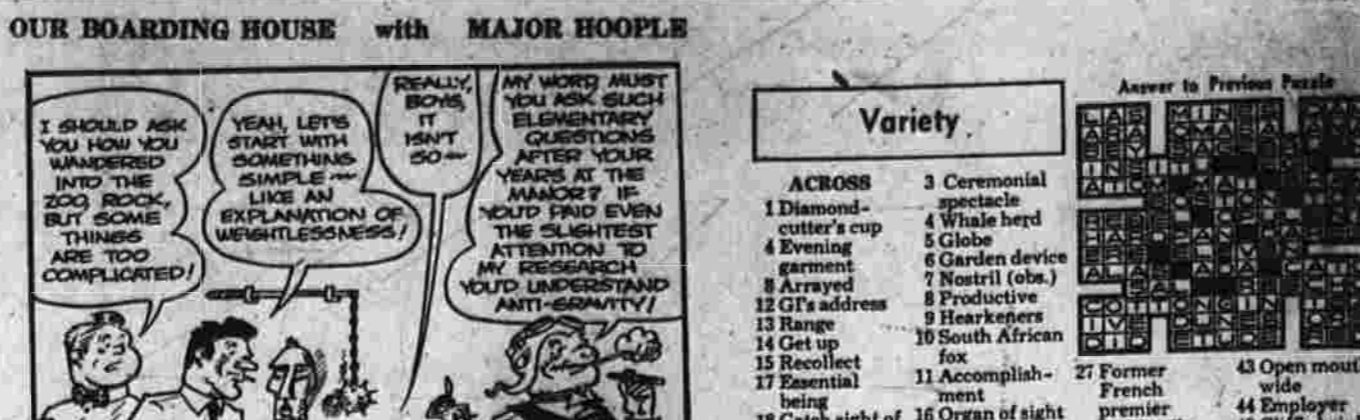 OUR BOARDING HOUSE with MAJOR HOOPLE
I SHOULD ASK
YOU HOW YOU
WANDERED
INTO THE
ZOO, ROCK,
BUT SOME
THINGS
ARE TOO
COMPLICATED!
YEAH, LET'S
START WITH
SOMETHING
SIMPLE~
LIKE AN
EXPLANATION OF
WEIGHTLESSNESS!
REALLY,
BOYS,
IT
ISN'T
SO~
MY WORD, MUST
YOU ASK SUCH
ELEMENTARY
QUESTIONS
AFTER YOUR
YEARS AT THE
MANOR? IF
YOU'D PAID EVEN
THE SLIGHTEST
ATTENTION TO
MY RESEARCH
YOU'D UNDERSTAND
ANTI-GRAVITY!
Variety
ACROSS
1 Diamond-
cutter's cup
4 Evening
garment
8 Arrayed
12 GI's address
13 Range
14 Get up
15 Recollect
17 Essential
being
18 Catch sight of
3 Ceremonial
spectacle
4 Whale herd
5 Globe
6 Garden device
7 Nostril (obs.)
8 Productive
9 Hearkeners
10 South African
fox
11 Accomplish-
ment
16 Organ of sight
Answer to Previous Puzzle
27 Former
French
premier
43 Open mouth
wide
44 Employer